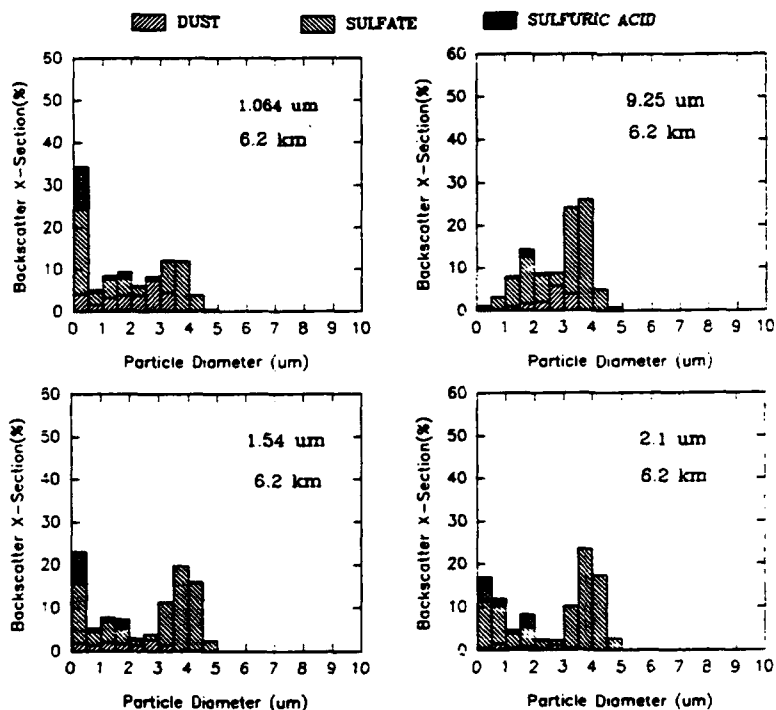 DUST SULFATE SULFURIC ACID
60
50
40
30
20
10
0
Backscatter X-Section(%)
1.064 um
6.2 km
0 1 2 3 4 5 6 7 8 9 10
Particle Diameter (um)
60
50
40
30
20
10
0
Backscatter X-Section(%)
9.25 um
6.2 km
0 1 2 3 4 5 6 7 8 9 10
Particle Diameter (um)
60
50
40
30
20
10
0
Backscatter X-Section(%)
1.54 um
6.2 km
0 1 2 3 4 5 6 7 8 9 10
Particle Diameter (um)
60
50
40
30
20
10
0
Backscatter X-Section(%)
2.1 um
6.2 km
0 1 2 3 4 5 6 7 8 9 10
Particle Diameter (um)